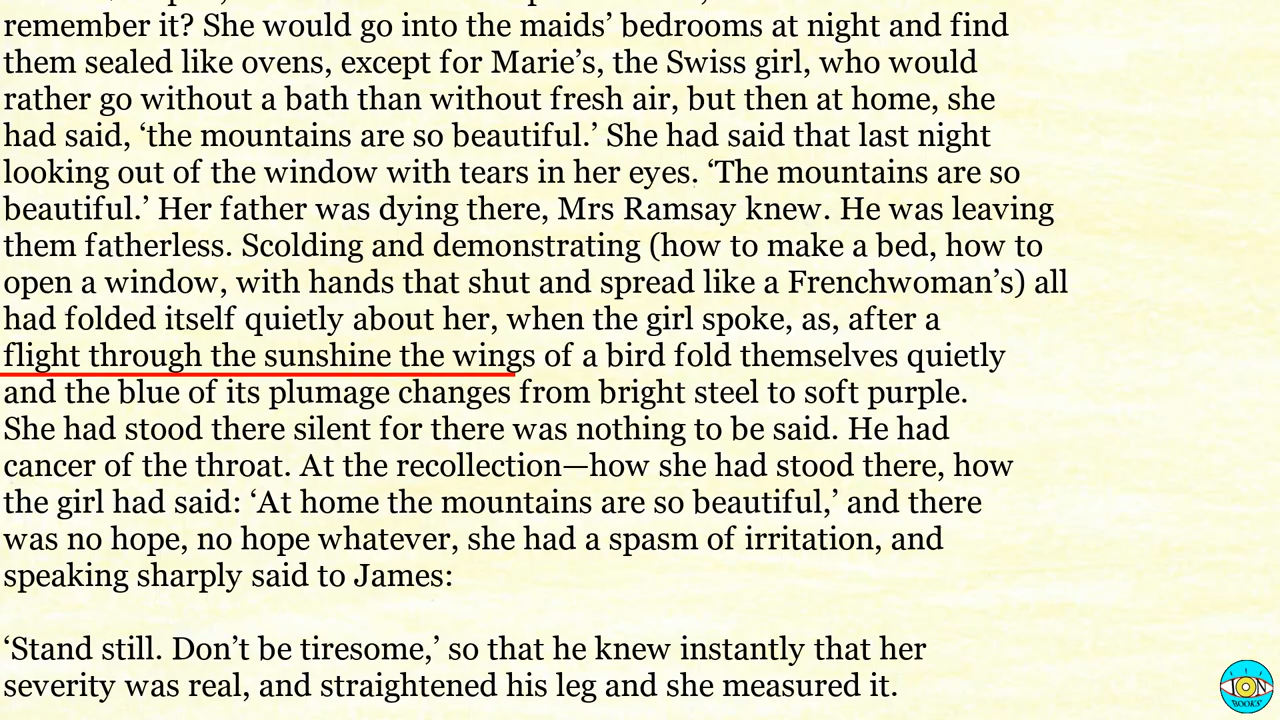 remember it? She would go into the maids’ bedrooms at night and find
them sealed like ovens, except for Marie’s, the Swiss girl, who would
rather go without a bath than without fresh air, but then at home, she
had said, ‘the mountains are so beautiful.’ She had said that last night
looking out of the window with tears in her eyes. ‘The mountains are so
beautiful.’ Her father was dying there, Mrs Ramsay knew. He was leaving
them fatherless. Scolding and demonstrating (how to make a bed, how to
open a window, with hands that shut and spread like a Frenchwoman’s) all
had folded itself quietly about her, when the girl spoke, as, after a
flight through the sunshine the wings of a bird fold themselves quietly
and the blue of its plumage changes from bright steel to soft purple.
She had stood there silent for there was nothing to be said. He had
cancer of the throat. At the recollection—how she had stood there, how
the girl had said: ‘At home the mountains are so beautiful,’ and there
was no hope, no hope whatever, she had a spasm of irritation, and
speaking sharply said to James:
‘Stand still. Don’t be tiresome,’ so that he knew instantly that her
severity was real, and straightened his leg and she measured it.
ION
BOOKS